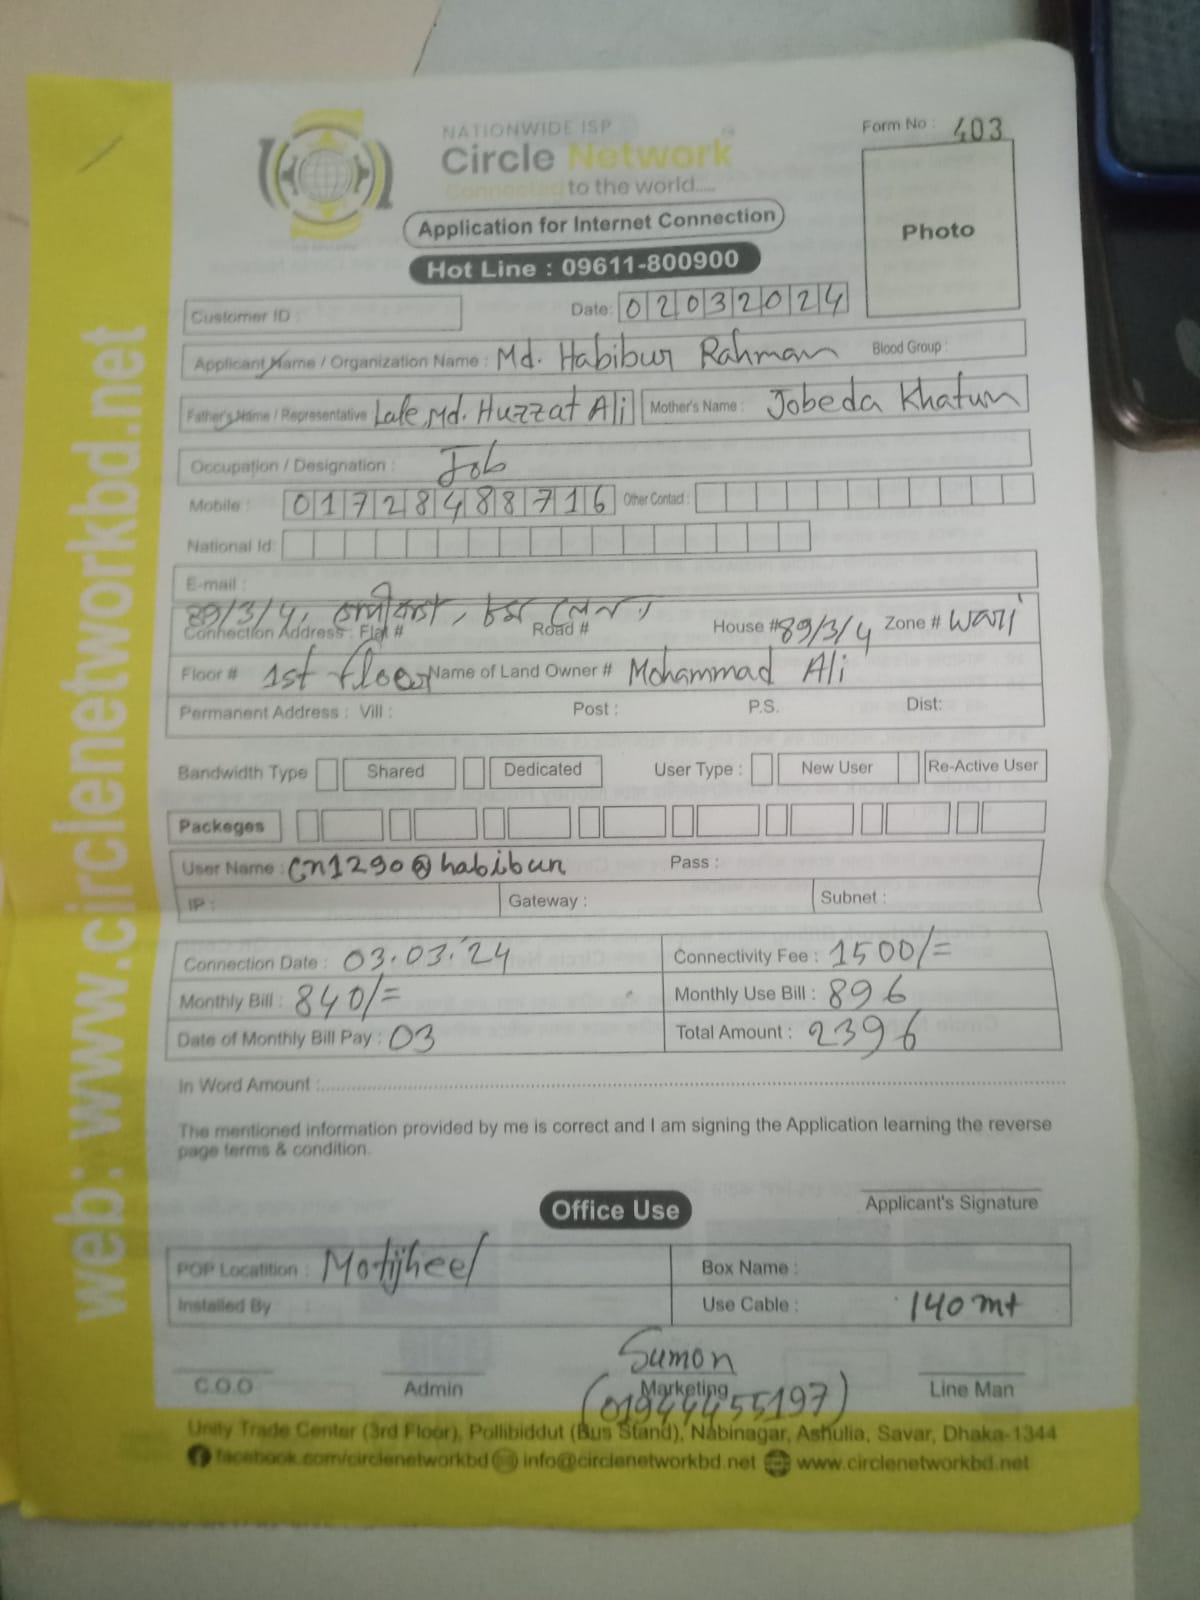 NATIONWIDE ISP
Circle Network
Connected to the world.....
Form No : 403
Photo
Application for Internet Connection
Hot Line : 09611-800900
Customer ID :
Date: 02032024
Applicant Name / Organization Name : Md. Habibur Rahman Blood Group :
Father's Name / Representative Late, Md. Huzzat Ali Mother's Name : Jobeda Khatun
Occupation / Designation : Job
Mobile : 01728488716 Other Contact :
National Id:
E-mail :
89/3/4,
Connection Address : Flat # Road # House # 89/3/4 Zone # Wari
Floor # 1st floor Name of Land Owner # Mohammad Ali
Permanent Address : Vill : Post : P.S. Dist:
Bandwidth Type Shared Dedicated User Type : New User Re-Active User
Packeges
User Name : cn1290@habibun Pass :
IP : Gateway : Subnet :
Connection Date : 03.03.'24 Connectivity Fee : 1500/=
Monthly Bill : 840/= Monthly Use Bill : 896
Date of Monthly Bill Pay : 03 Total Amount : 2396
In Word Amount :
The mentioned information provided by me is correct and I am signing the Application learning the reverse
page terms & condition.
Applicant's Signature
Office Use
POP Locatition : Motijheel Box Name :
Installed By : Use Cable : 140 mt
Sumon
C.O.O Admin Marketing Line Man
(01944455197)
Unity Trade Center (3rd Floor), Pollibiddut (Bus Stand), Nabinagar, Ashulia, Savar, Dhaka-1344
facebook.com/circlenetworkbd info@circlenetworkbd.net www.circlenetworkbd.net
web: www.circlenetworkbd.net